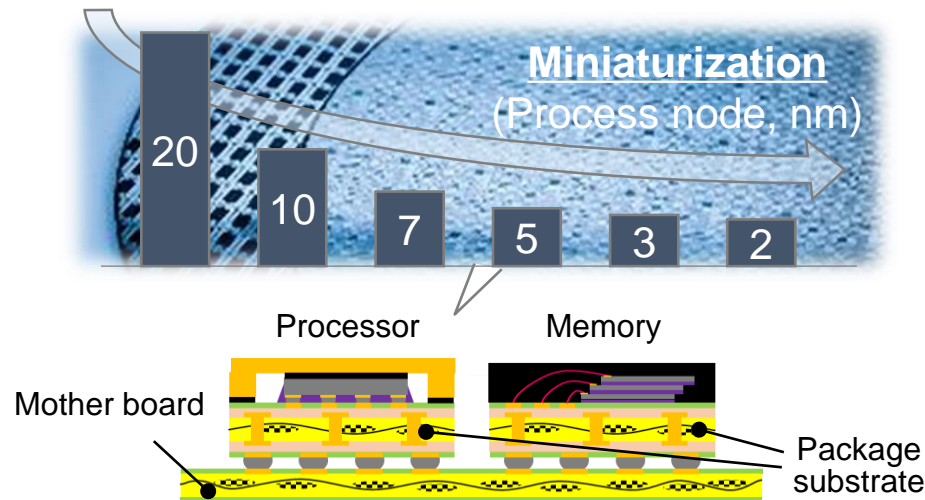 Miniaturization
(Process node, nm)
20
10
7
5
3
2
Processor
Memory
Mother board
Package
substrate